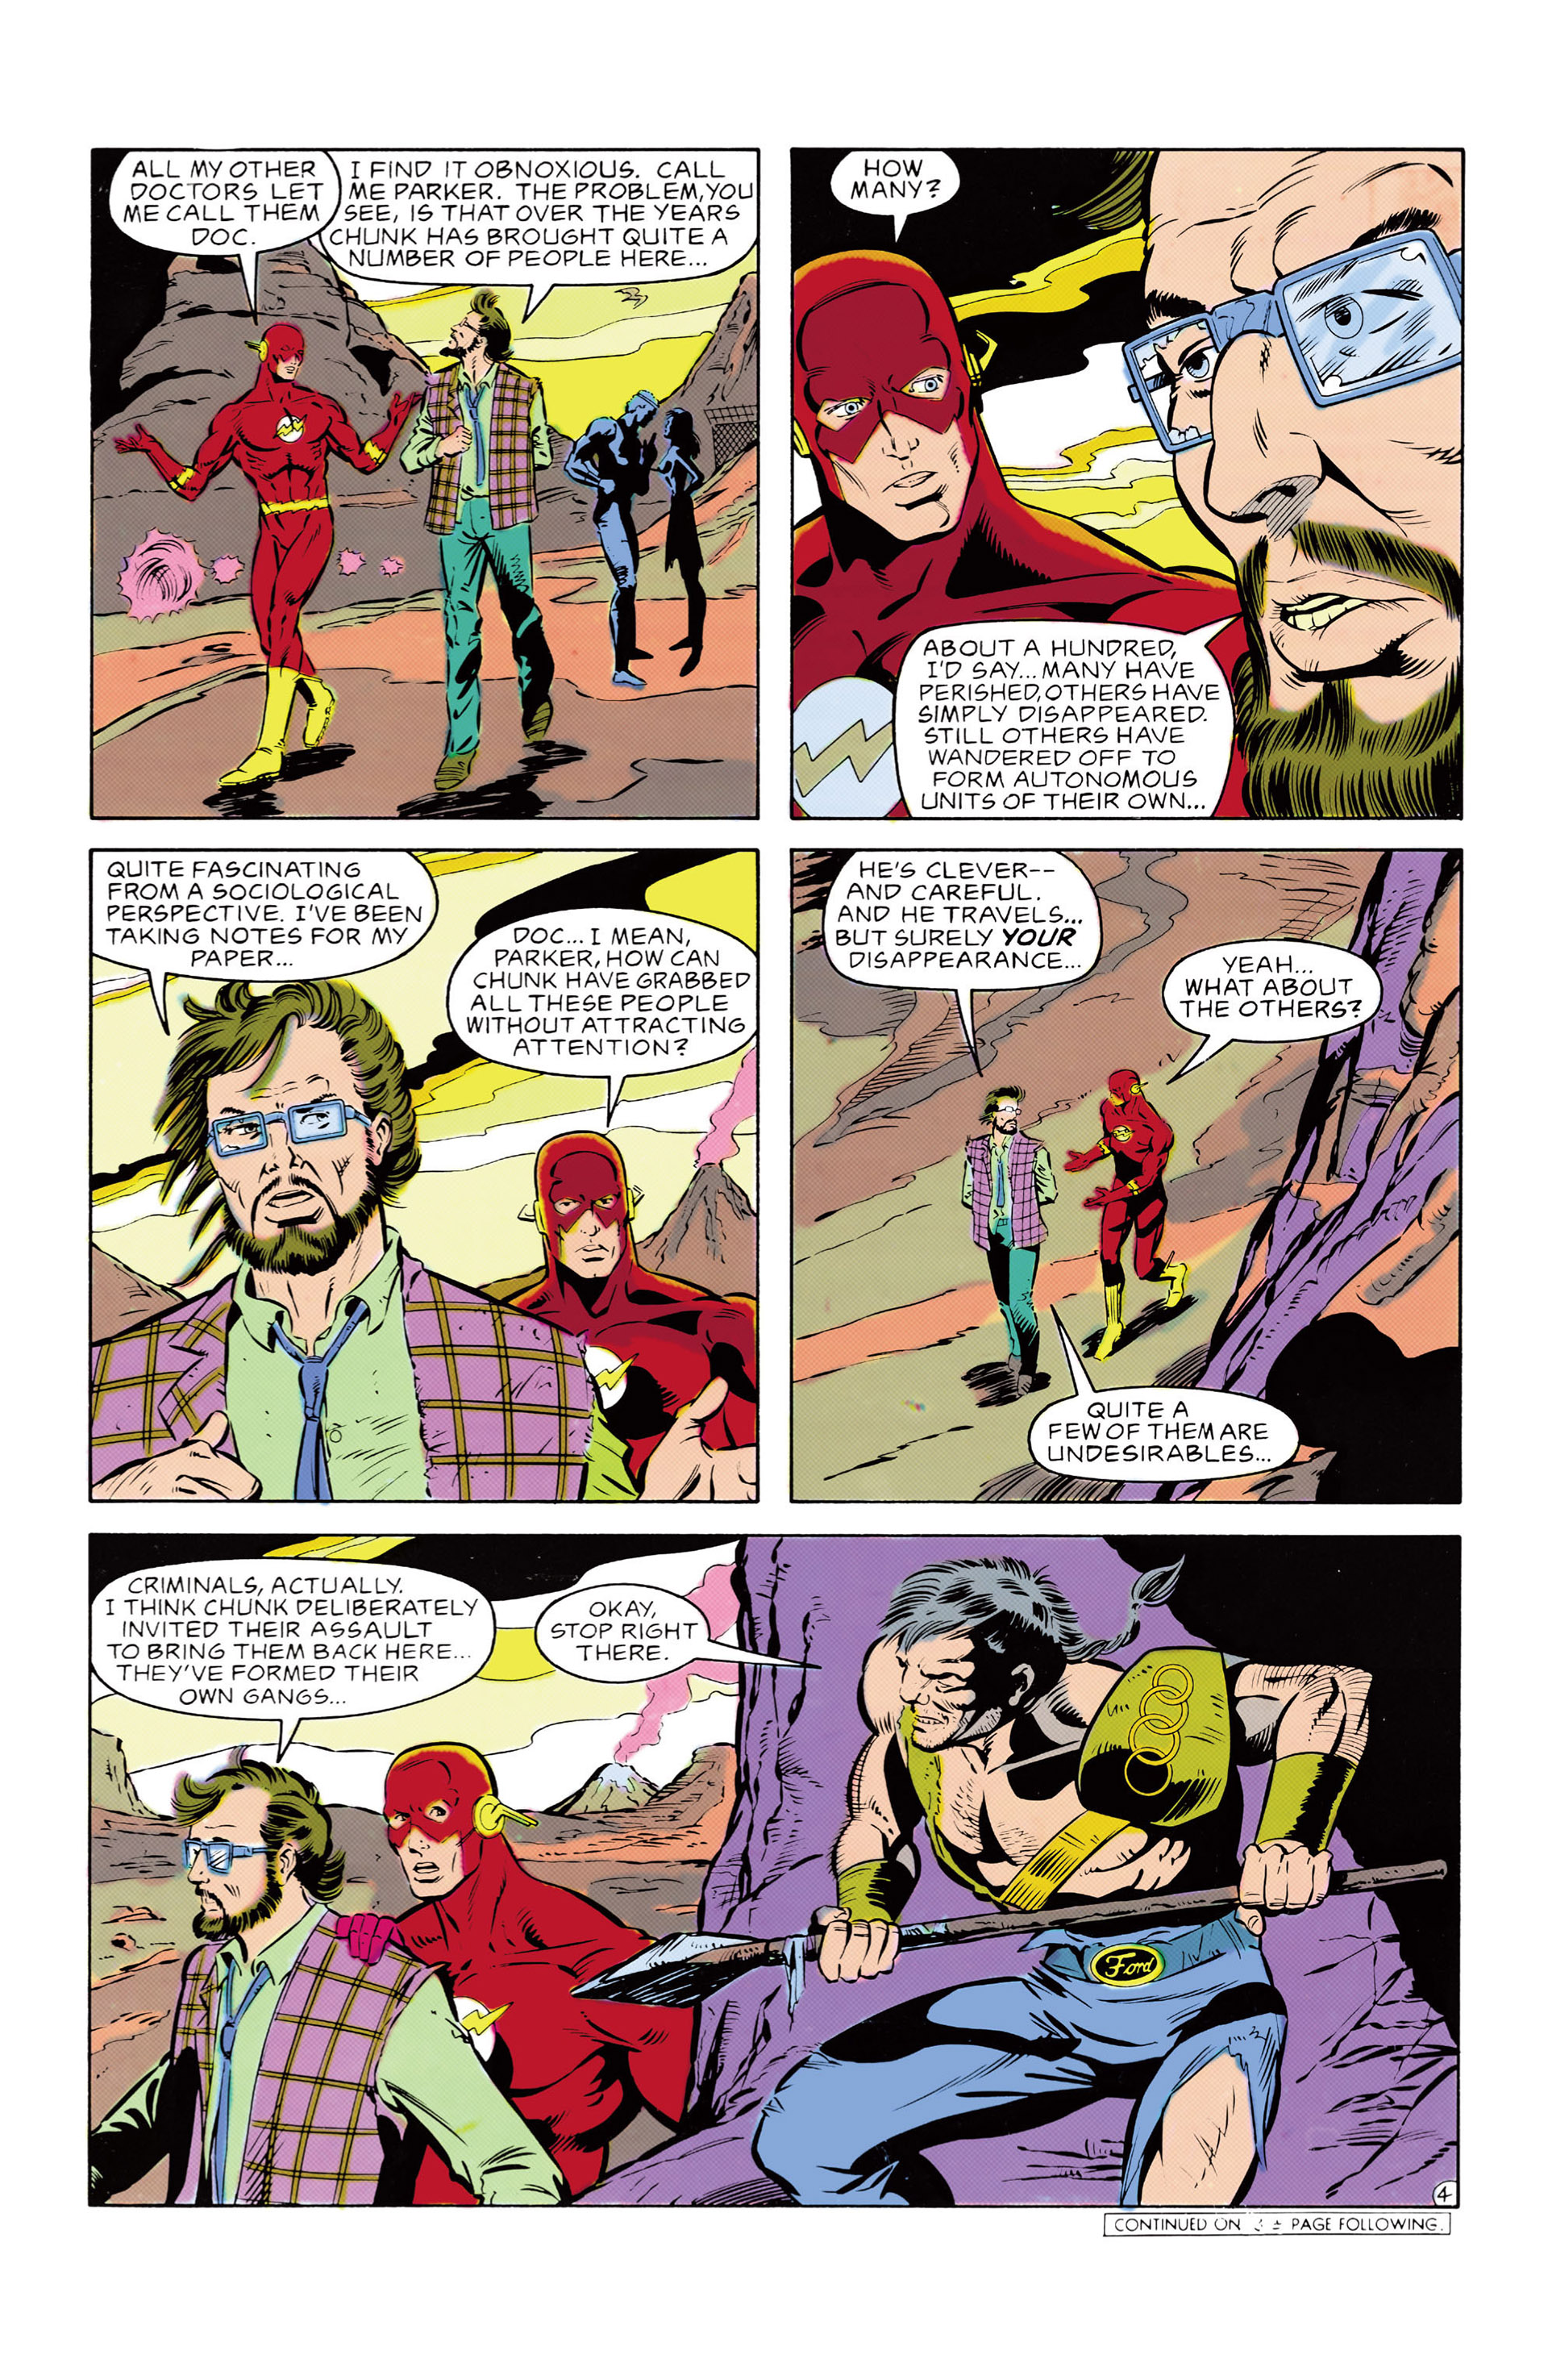 ALL MY OTHER
DOCTORS LET
ME CALL THEM
DOC.
I FIND IT OBNOXIOUS. CALL
ME PARKER. THE PROBLEM, YOU
SEE, IS THAT OVER THE YEARS
CHUNK HAS BROUGHT QUITE A
NUMBER OF PEOPLE HERE...
HOW
MANY?
ABOUT A HUNDRED,
I'D SAY... MANY HAVE
PERISHED, OTHERS HAVE
SIMPLY DISAPPEARED.
STILL OTHERS HAVE
WANDERED OFF TO
FORM AUTONOMOUS
UNITS OF THEIR OWN...
QUITE FASCINATING
FROM A SOCIOLOGICAL
PERSPECTIVE. I'VE BEEN
TAKING NOTES FOR MY
PAPER...
DOC... I MEAN,
PARKER, HOW CAN
CHUNK HAVE GRABBED
ALL THESE PEOPLE
WITHOUT ATTRACTING
ATTENTION?
HE'S CLEVER--
AND CAREFUL.
AND HE TRAVELS...
BUT SURELY YOUR
DISAPPEARANCE...
YEAH...
WHAT ABOUT
THE OTHERS?
QUITE A
FEW OF THEM ARE
UNDESIRABLES...
CRIMINALS, ACTUALLY.
I THINK CHUNK DELIBERATELY
INVITED THEIR ASSAULT
TO BRING THEM BACK HERE...
THEY'VE FORMED THEIR
OWN GANGS...
OKAY,
STOP RIGHT
THERE.
Ford
4
CONTINUED ON PAGE FOLLOWING.